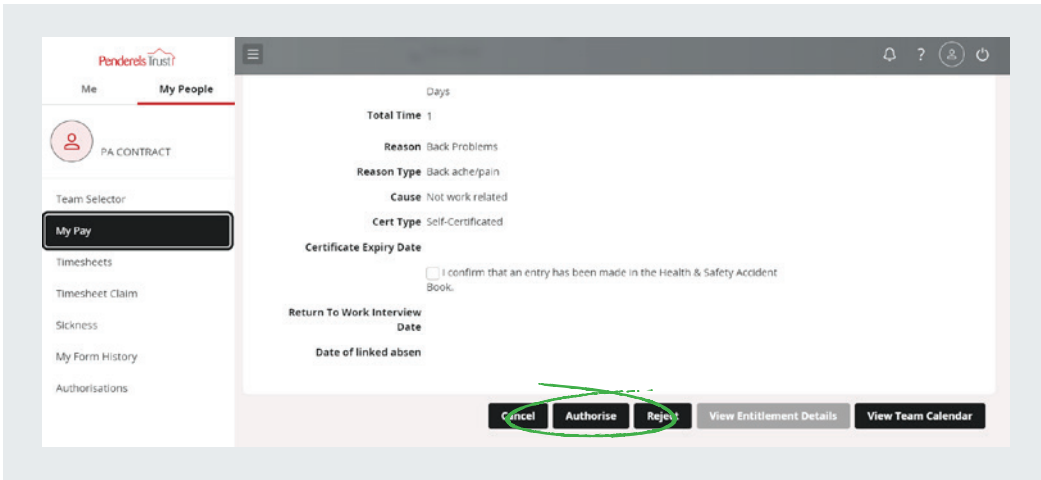 Penderels Trust
Me My People
PA CONTRACT
Team Selector
My Pay
Timesheets
Timesheet Claim
Sickness
My Form History
Authorisations
?
Days
Total Time 1
Reason Back Problems
Reason Type Back ache/pain
Cause Not work related
Cert Type Self-Certificated
Certificate Expiry Date
I confirm that an entry has been made in the Health & Safety Accident
Book.
Return To Work Interview
Date
Date of linked absen
Cancel Authorise Reject View Entitlement Details View Team Calendar